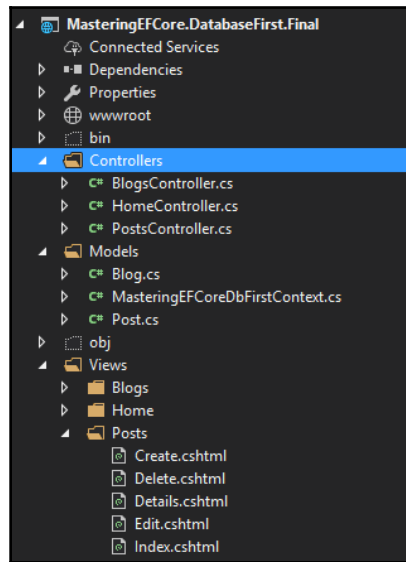 MasteringEFCore.DatabaseFirst.Final
Connected Services
Dependencies
Properties
wwwroot
bin
Controllers
C# BlogsController.cs
C# HomeController.cs
C# PostsController.cs
Models
C# Blog.cs
C# MasteringEFCoreDbFirstContext.cs
C# Post.cs
obj
Views
Blogs
Home
Posts
Create.cshtml
Delete.cshtml
Details.cshtml
Edit.cshtml
Index.cshtml